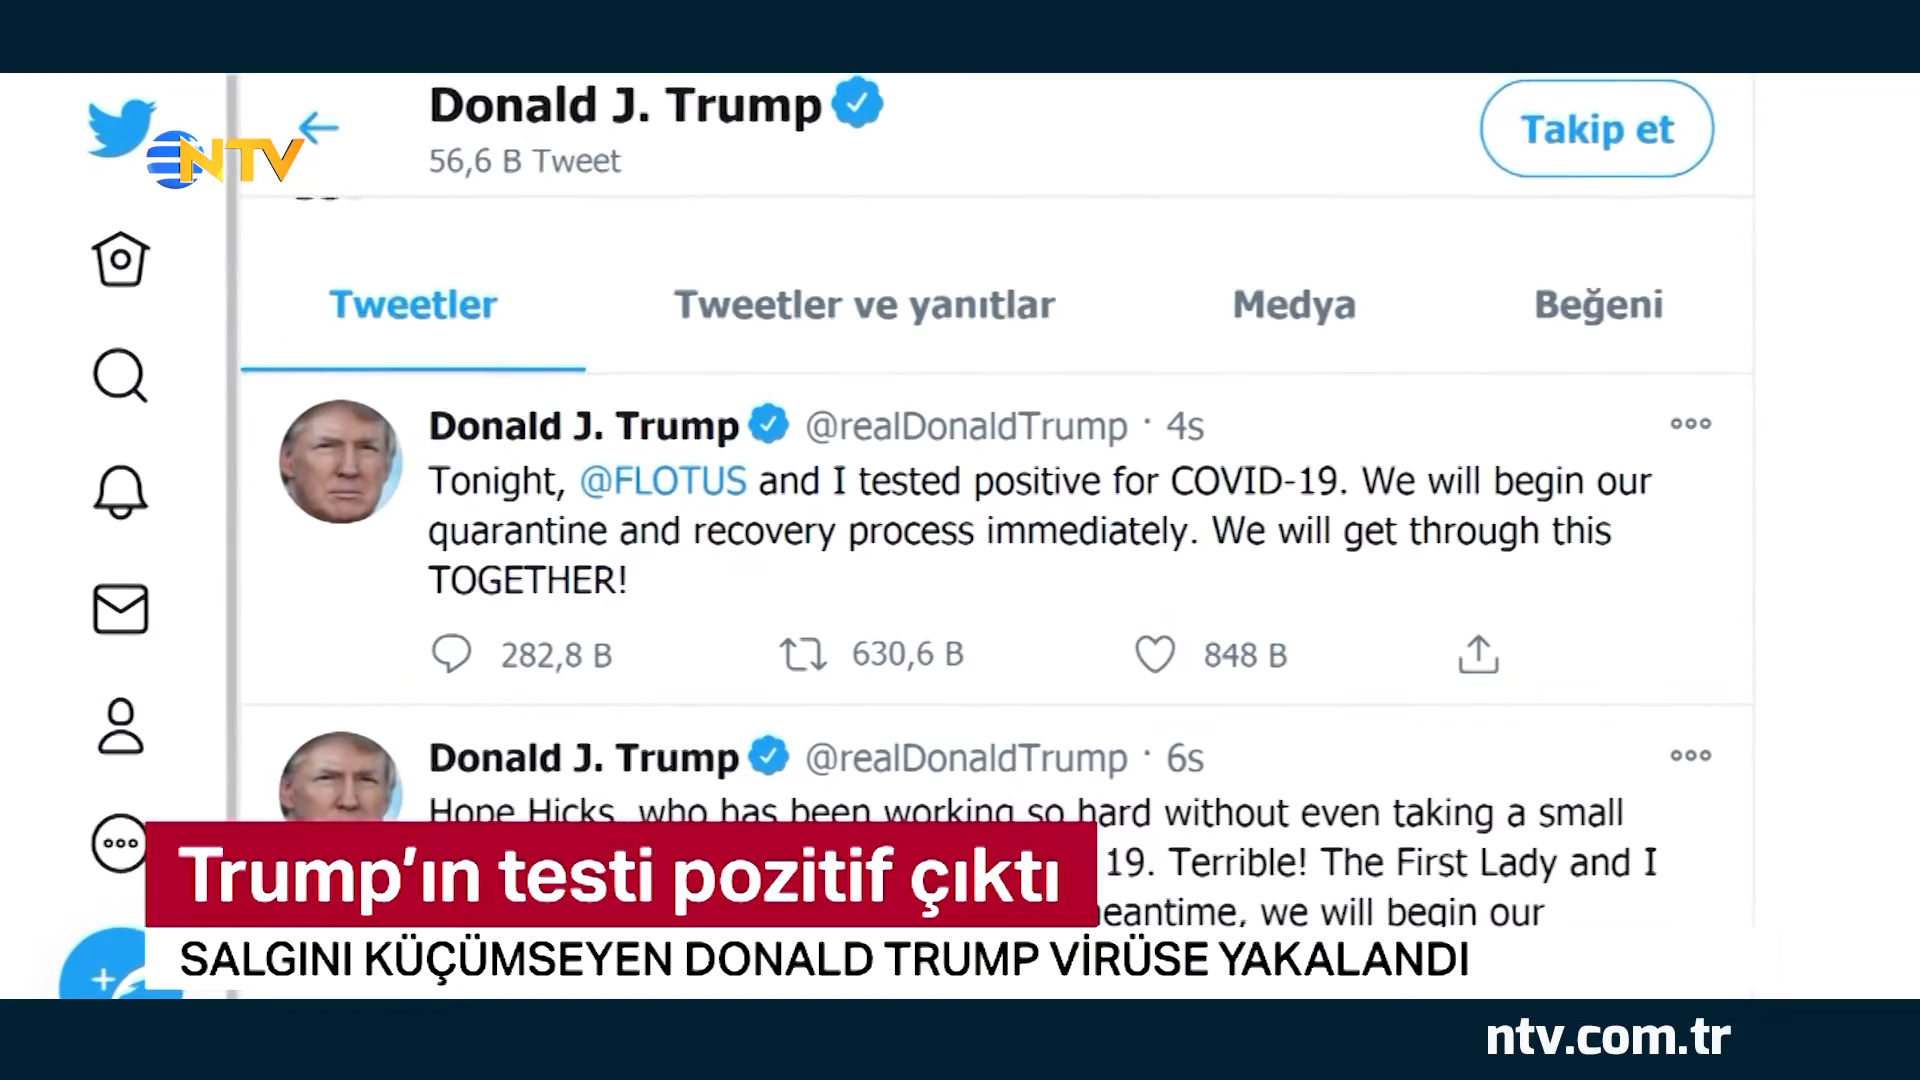 Donald J. Trump
56,6 B Tweet
Takip et
NTV
Tweetler Tweetler ve yanıtlar Medya Beğeni
Donald J. Trump @realDonaldTrump · 4s
Tonight, @FLOTUS and I tested positive for COVID-19. We will begin our
quarantine and recovery process immediately. We will get through this
TOGETHER!
282,8 B 630,6 B 848 B
Donald J. Trump @realDonaldTrump · 6s
Hope Hicks, who has been working so hard without even taking a small
19. Terrible! The First Lady and I
we will begin our
Trump'ın testi pozitif çıktı
SALGINI KÜÇÜMSEYEN DONALD TRUMP VİRÜSE YAKALANDI
ntv.com.tr